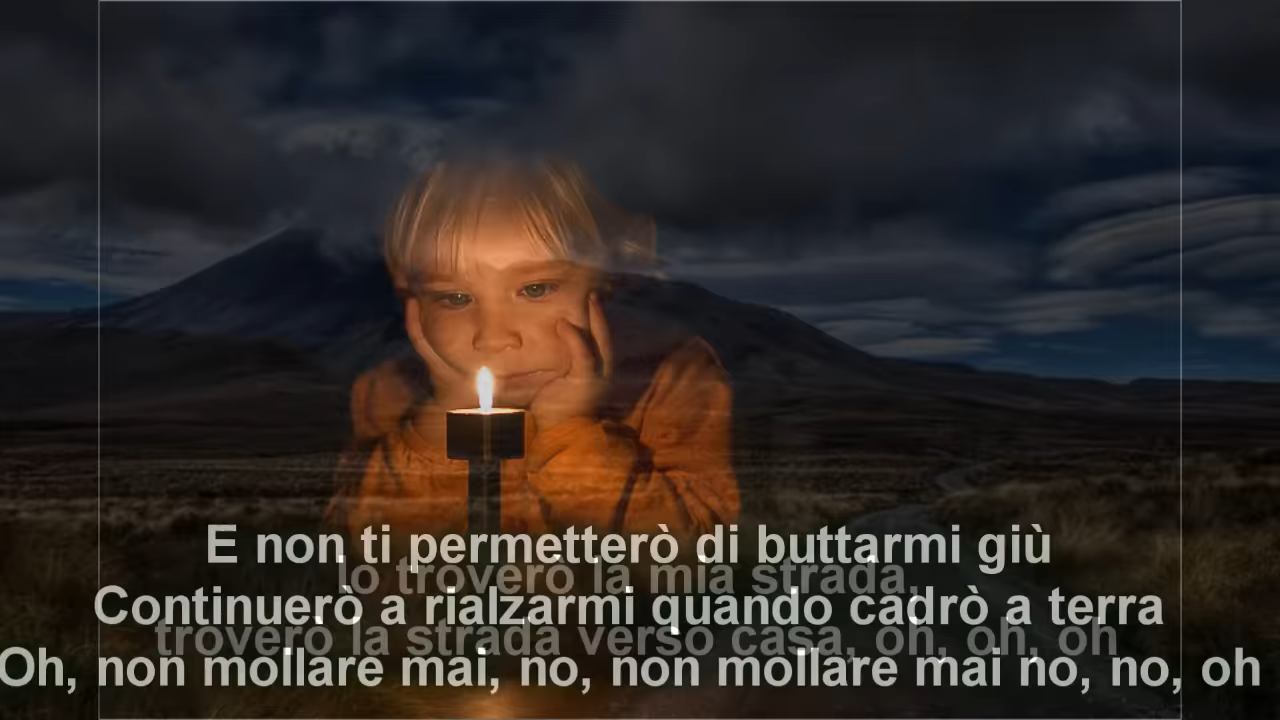 E non ti permetterò di buttarmi giù
Io troverò la mia strada,
Continuerò a rialzarmi quando cadrò a terra
troverò la strada verso casa, oh, oh, oh
Oh, non mollare mai, no, non mollare mai no, no, oh